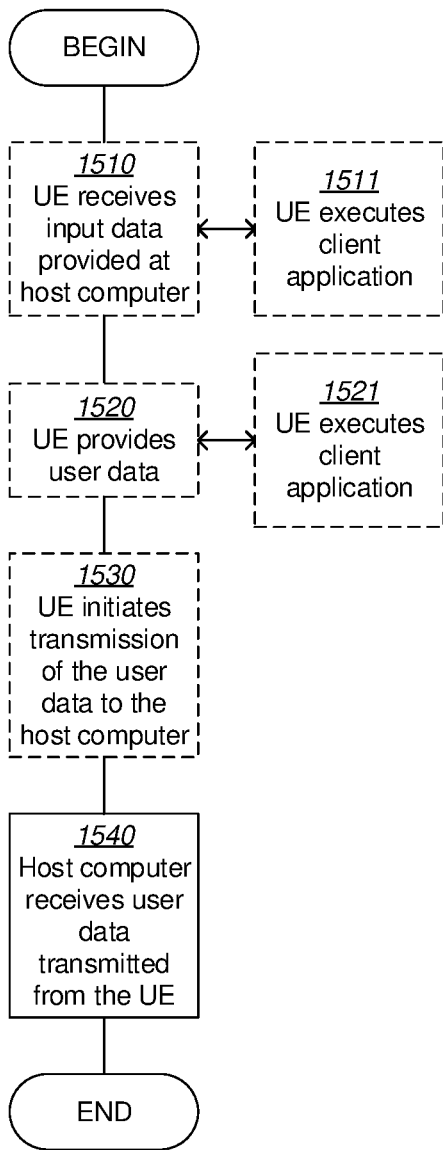 BEGIN
1510
UE receives
input data
provided at
host computer
1511
UE executes
client
application
1520
UE provides
user data
1521
UE executes
client
application
1530
UE initiates
transmission
of the user
data to the
host computer
1540
Host computer
receives user
data
transmitted
from the UE
END